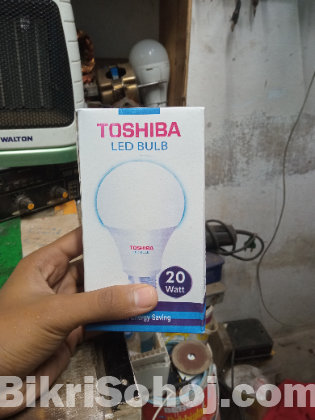 WALTON
TOSHIBA
LED BULB
TOSHIBA
20
Watt
Energy Saving
BikriSohoj.com